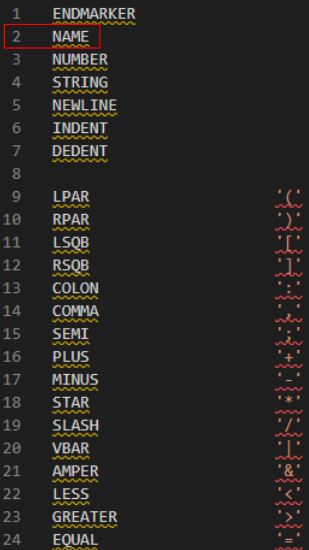 1 ENDMARKER
2 NAME
3 NUMBER
4 STRING
5 NEWLINE
6 INDENT
7 DEDENT
8
9 LPAR '('
10 RPAR ')'
11 LSQB '['
12 RSQB ']'
13 COLON ':'
14 COMMA ','
15 SEMI ';'
16 PLUS '+'
17 MINUS '-'
18 STAR '*'
19 SLASH '/'
20 VBAR '|'
21 AMPER '&'
22 LESS '<'
23 GREATER '>'
24 EQUAL '='